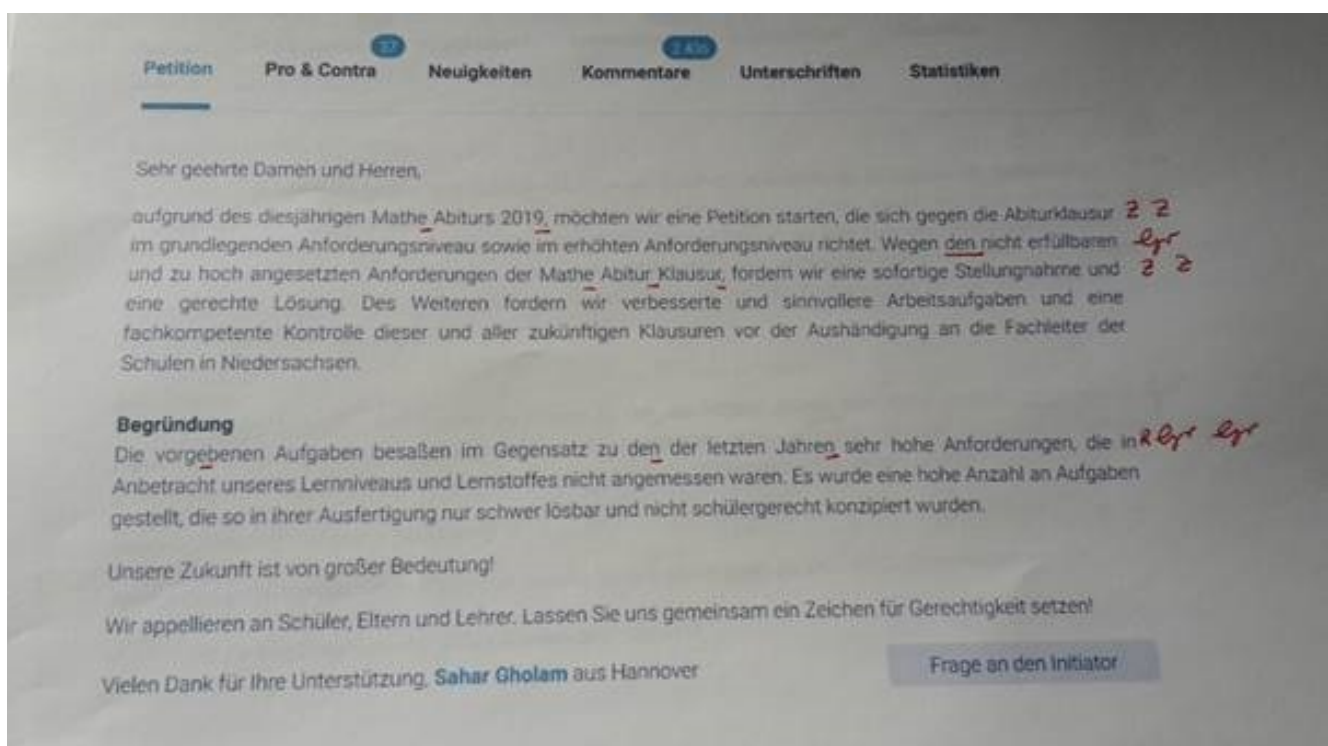 37 2.436
Petition Pro & Contra Neuigkeiten Kommentare Unterschriften Statistiken
Sehr geehrte Damen und Herren,
aufgrund des diesjährigen Mathe Abiturs 2019, möchten wir eine Petition starten, die sich gegen die Abiturklausur Z Z
im grundlegenden Anforderungsniveau sowie im erhöhten Anforderungsniveau richtet. Wegen den nicht erfüllbaren Gr
und zu hoch angesetzten Anforderungen der Mathe Abitur Klausur, fordern wir eine sofortige Stellungnahme und Z Z
eine gerechte Lösung. Des Weiteren fordern wir verbesserte und sinnvollere Arbeitsaufgaben und eine
fachkompetente Kontrolle dieser und aller zukünftigen Klausuren vor der Aushändigung an die Fachleiter der
Schulen in Niedersachsen.
Begründung
Die vorgebenen Aufgaben besaßen im Gegensatz zu den der letzten Jahren sehr hohe Anforderungen, die in R Gr Gr
Anbetracht unseres Lernniveaus und Lernstoffes nicht angemessen waren. Es wurde eine hohe Anzahl an Aufgaben
gestellt, die so in ihrer Ausfertigung nur schwer lösbar und nicht schülergerecht konzipiert wurden.
Unsere Zukunft ist von großer Bedeutung!
Wir appellieren an Schüler, Eltern und Lehrer. Lassen Sie uns gemeinsam ein Zeichen für Gerechtigkeit setzen!
Vielen Dank für Ihre Unterstützung, Sahar Gholam aus Hannover
Frage an den Initiator